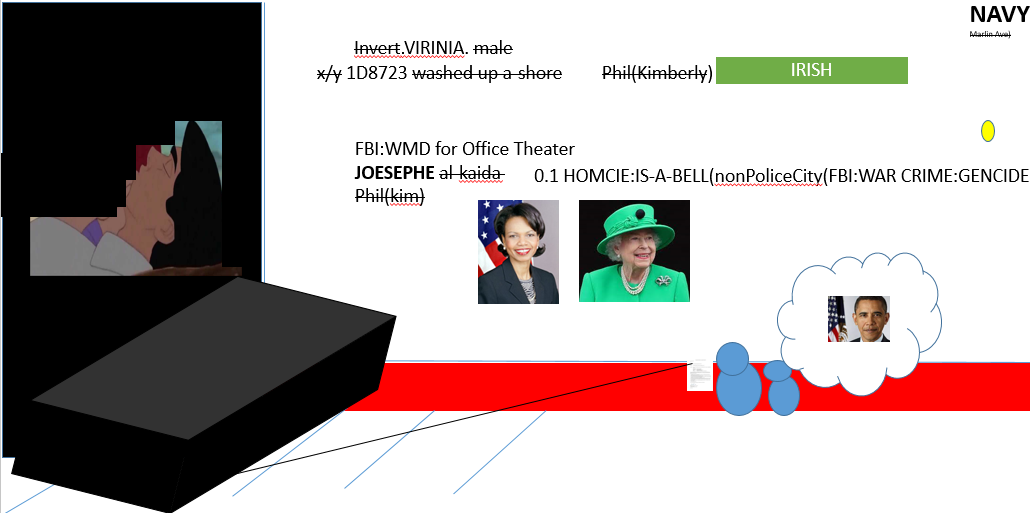 NAVY
Marlin Ave)
Invert.VIRINIA. male
x/y 1D8723 washed up a shore
Phil(Kimberly)
IRISH
FBI:WMD for Office Theater
JOESEPHE al-kaida
0.1 HOMCIE:IS-A-BELL(nonPoliceCity(FBI:WAR CRIME:GENCIDE
Phil(kim)